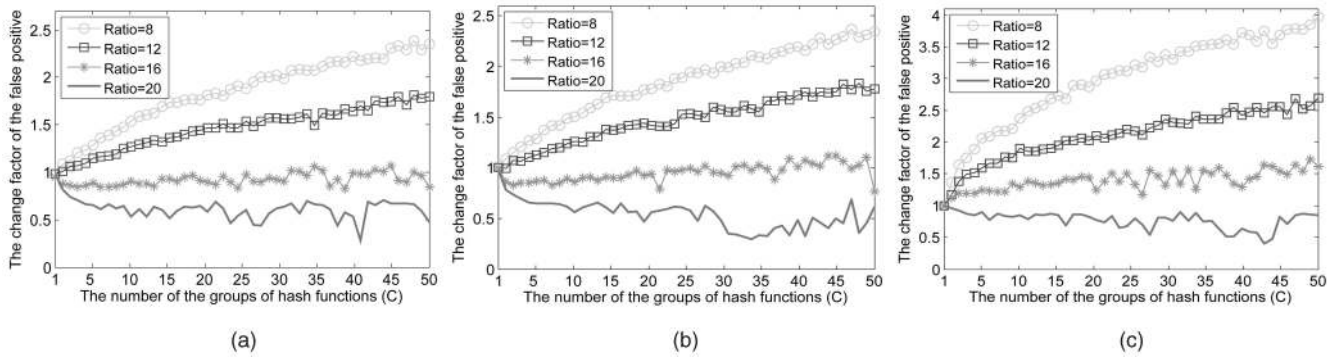 The change factor of the false positive
2.5
2
1.5
1
0.5
0
Ratio=8
Ratio=12
Ratio=16
Ratio=20
1 5 10 15 20 25 30 35 40 45 50
The number of the groups of hash functions (C)
(a)
The change factor of the false positive
2.5
2
1.5
1
0.5
0
Ratio=8
Ratio=12
Ratio=16
Ratio=20
1 5 10 15 20 25 30 35 40 45 50
The number of the groups of hash functions (C)
(b)
The change factor of the false positive
4
3.5
3
2.5
2
1.5
1
0.5
0
Ratio=8
Ratio=12
Ratio=16
Ratio=20
1 5 10 15 20 25 30 35 40 45 50
The number of the groups of hash functions (C)
(c)